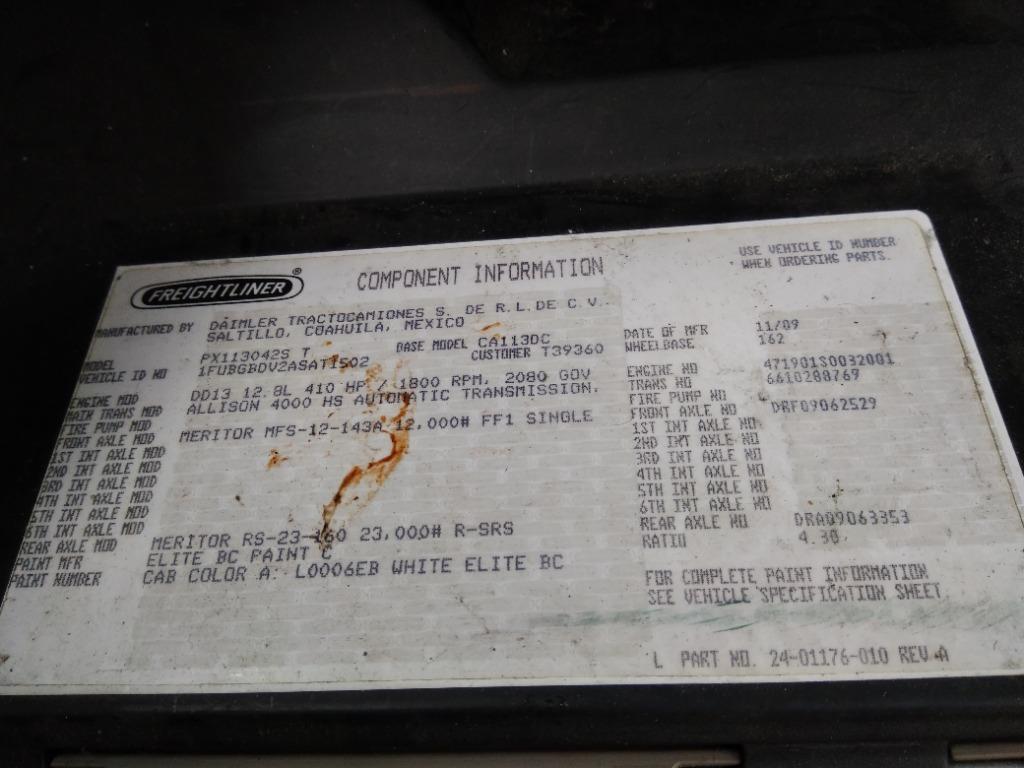 FREIGHTLINER®
COMPONENT INFORMATION
USE VEHICLE ID NUMBER
WHEN ORDERING PARTS.
MANUFACTURED BY DAIMLER TRACTOCAMIONES S. DE R.L.DE C.V.
SALTILLO, COAHUILA, MEXICO
DATE OF MFR 11/09
BASE MODEL CA113DC
WHEELBASE 162
MODEL PX113042S T CUSTOMER T39360
VEHICLE ID NO 1FUBGBDV2ASAT1502
ENGINE NO 471901S0032001
ENGINE MOD DD13 12.8L 410 HP / 1800 RPM, 2080 GOV
TRANS NO 6610288769
MAIN TRANS MOD ALLISON 4000 HS AUTOMATIC TRANSMISSION.
FIRE PUMP MOD
FIRE PUMP NO
FRONT AXLE MOD MERITOR MFS-12-143A 12,000# FF1 SINGLE
FRONT AXLE NO DRF09062529
1ST INT AXLE MOD
1ST INT AXLE NO
2ND INT AXLE MOD
2ND INT AXLE NO
3RD INT AXLE MOD
3RD INT AXLE NO
4TH INT AXLE MOD
4TH INT AXLE NO
5TH INT AXLE MOD
5TH INT AXLE NO
6TH INT AXLE MOD
6TH INT AXLE NO
REAR AXLE MOD MERITOR RS-23-160 23,000# R-SRS
REAR AXLE NO DRA09063353
RATIO 4.30
PAINT MFR ELITE BC PAINT C
PAINT NUMBER CAB COLOR A: L0006EB WHITE ELITE BC
FOR COMPLETE PAINT INFORMATION
SEE VEHICLE SPECIFICATION SHEET
L PART NO. 24-01176-010 REV A